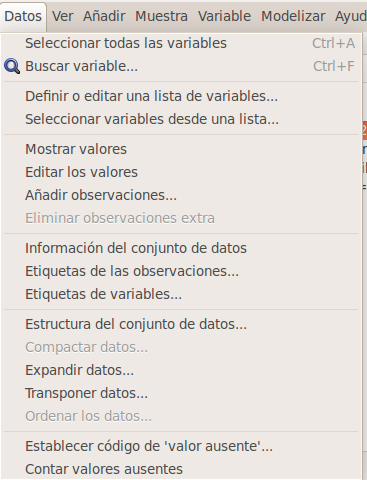 Datos Ver Añadir Muestra Variable Modelizar Ayud
Seleccionar todas las variables Ctrl+A
Buscar variable... Ctrl+F
Definir o editar una lista de variables...
Seleccionar variables desde una lista...
Mostrar valores
Editar los valores
Añadir observaciones...
Eliminar observaciones extra
Información del conjunto de datos
Etiquetas de las observaciones...
Etiquetas de variables...
Estructura del conjunto de datos...
Compactar datos...
Expandir datos...
Transponer datos...
Ordenar los datos...
Establecer código de 'valor ausente'...
Contar valores ausentes